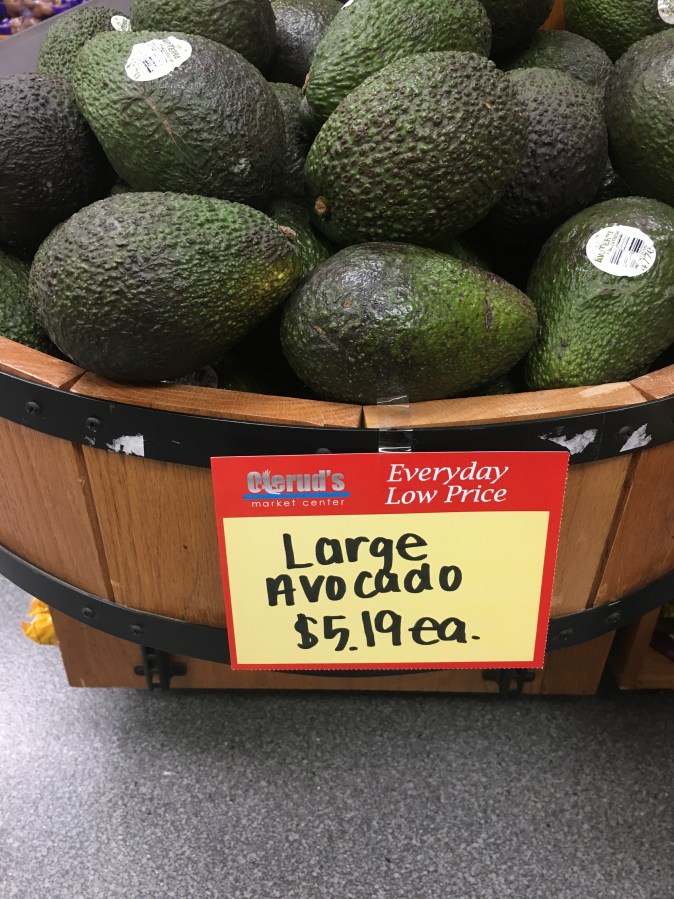 Olerud's
market center
Everyday
Low Price
Large
Avocado
$5.19 ea.